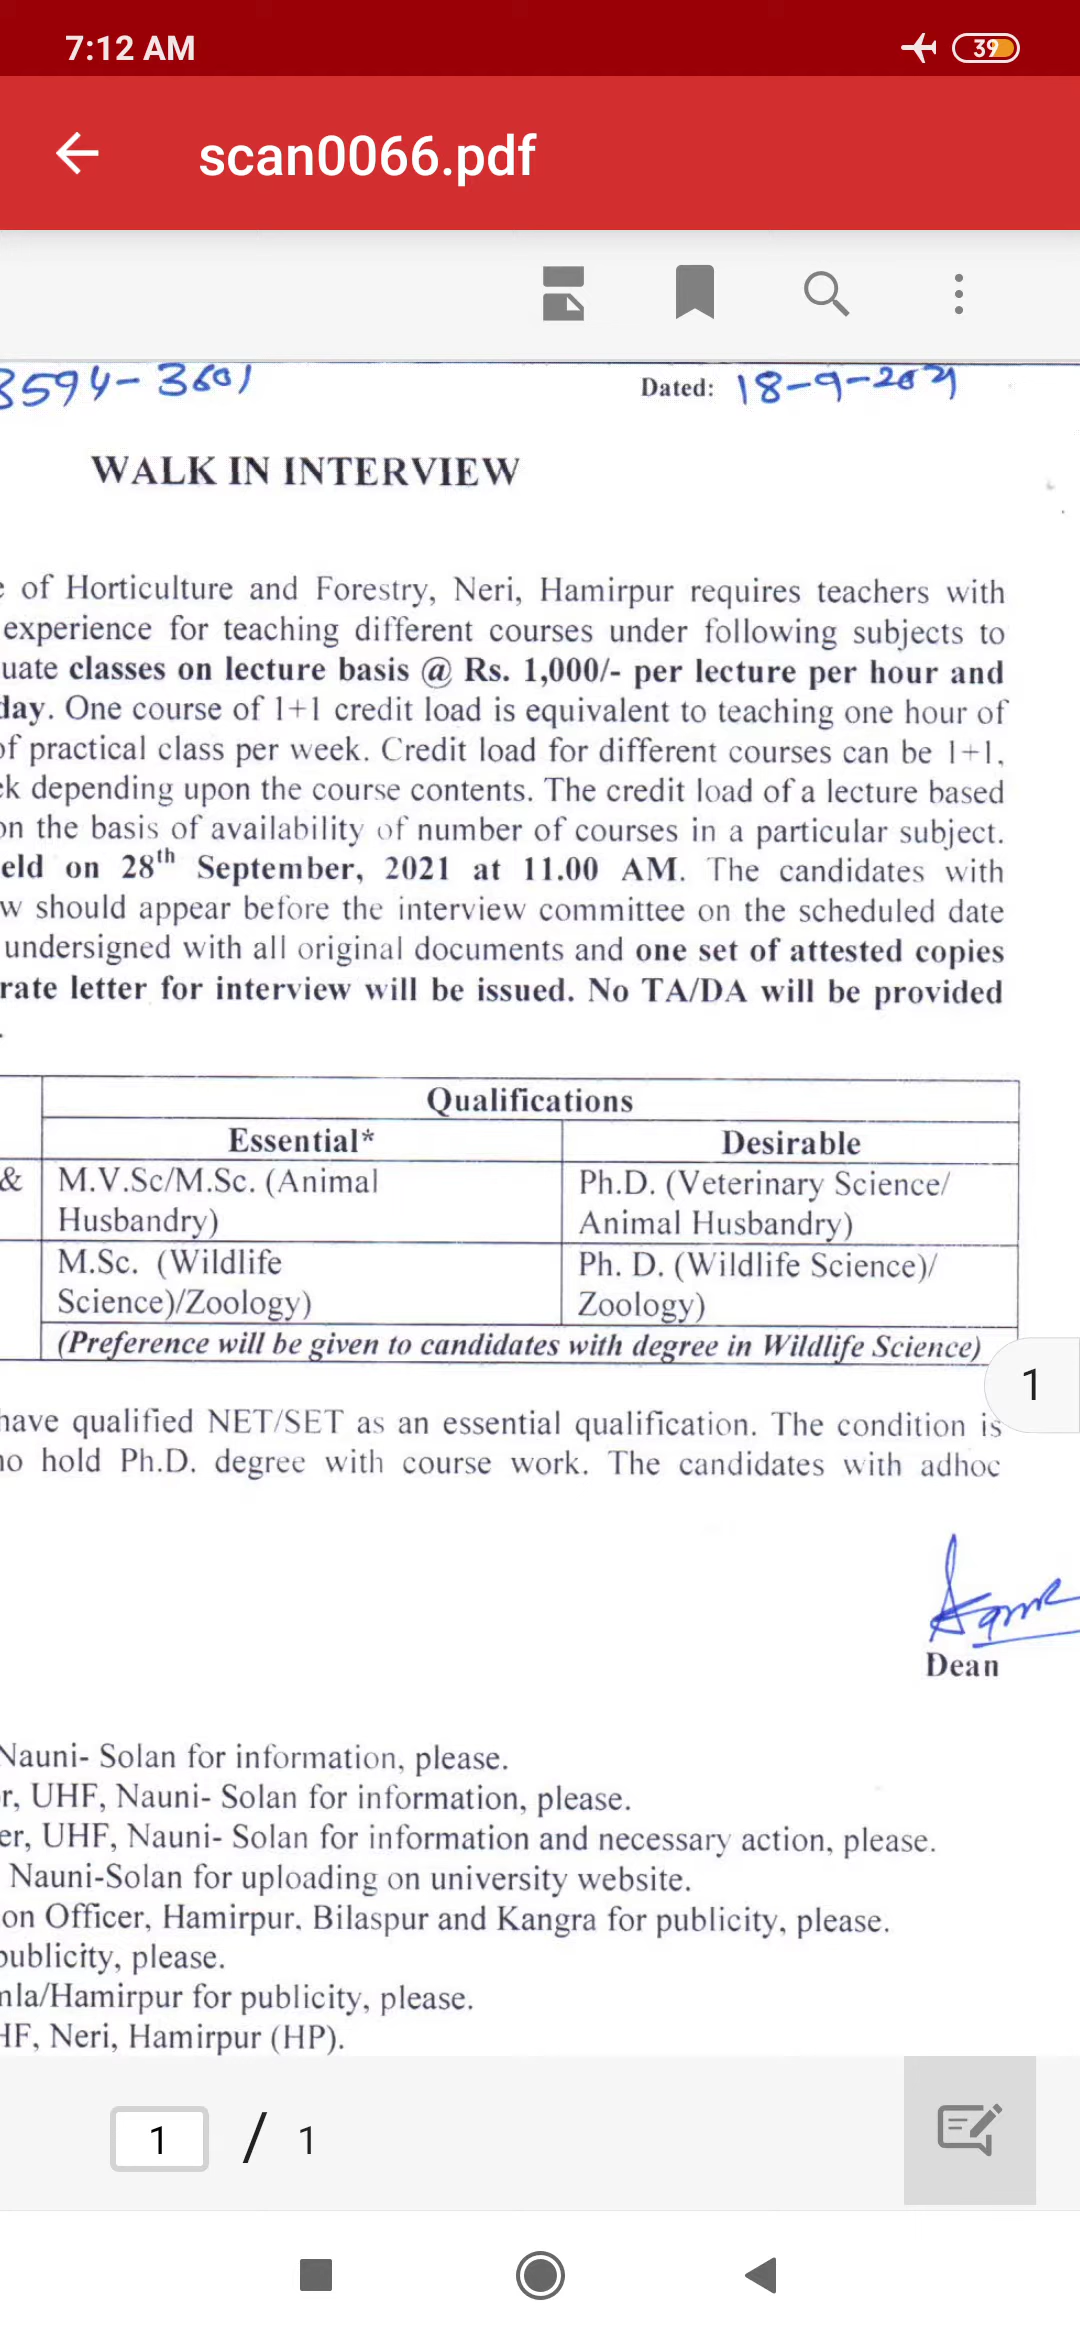 7:12 AM
39
scan0066.pdf
3594-3601
Dated: 18-9-2021
WALK IN INTERVIEW
of Horticulture and Forestry, Neri, Hamirpur requires teachers with
experience for teaching different courses under following subjects to
uate classes on lecture basis @ Rs. 1,000/- per lecture per hour and
day. One course of 1+1 credit load is equivalent to teaching one hour of
of practical class per week. Credit load for different courses can be 1+1,
ek depending upon the course contents. The credit load of a lecture based
on the basis of availability of number of courses in a particular subject.
eld on 28th September, 2021 at 11.00 AM. The candidates with
w should appear before the interview committee on the scheduled date
undersigned with all original documents and one set of attested copies
rate letter for interview will be issued. No TA/DA will be provided
.
Qualifications
Essential* Desirable
& M.V.Sc/M.Sc. (Animal Ph.D. (Veterinary Science/
Husbandry) Animal Husbandry)
M.Sc. (Wildlife Ph. D. (Wildlife Science)/
Science)/Zoology) Zoology)
(Preference will be given to candidates with degree in Wildlife Science)
1
have qualified NET/SET as an essential qualification. The condition is
no hold Ph.D. degree with course work. The candidates with adhoc
Dean
Nauni- Solan for information, please.
r, UHF, Nauni- Solan for information, please.
er, UHF, Nauni- Solan for information and necessary action, please.
Nauni-Solan for uploading on university website.
on Officer, Hamirpur, Bilaspur and Kangra for publicity, please.
publicity, please.
mla/Hamirpur for publicity, please.
HF, Neri, Hamirpur (HP).
1 / 1